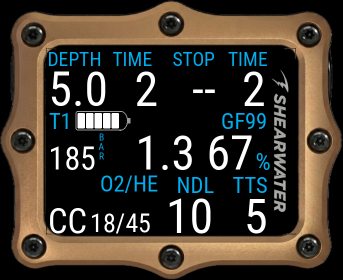 DEPTH TIME STOP TIME
5.0 2 -- 2
T1 GF99
185 BAR 1.3 67%
O2/HE NDL TTS
CC 18/45 10 5
SHEARWATER